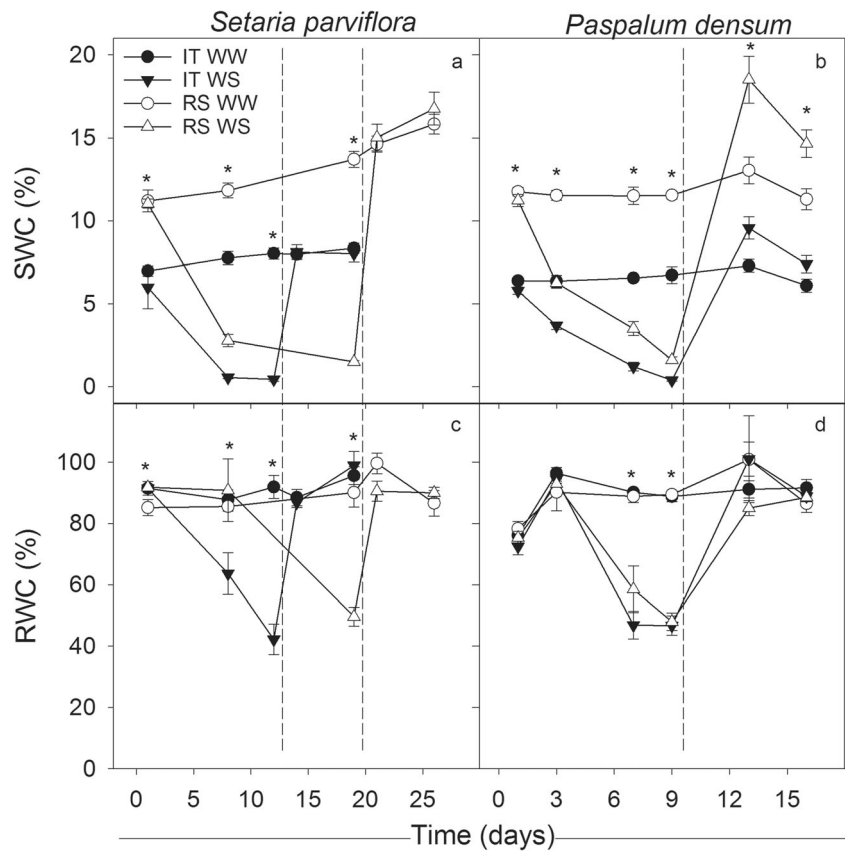 Setaria parviflora
Paspalum densum
20
15
10
5
0
SWC (%)
IT WW
IT WS
RS WW
RS WS
a
b
*
*
*
*
*
*
*
*
*
*
100
80
60
40
20
0
RWC (%)
c
d
*
*
*
*
*
*
0 5 10 15 20 25
0 3 6 9 12 15
Time (days)